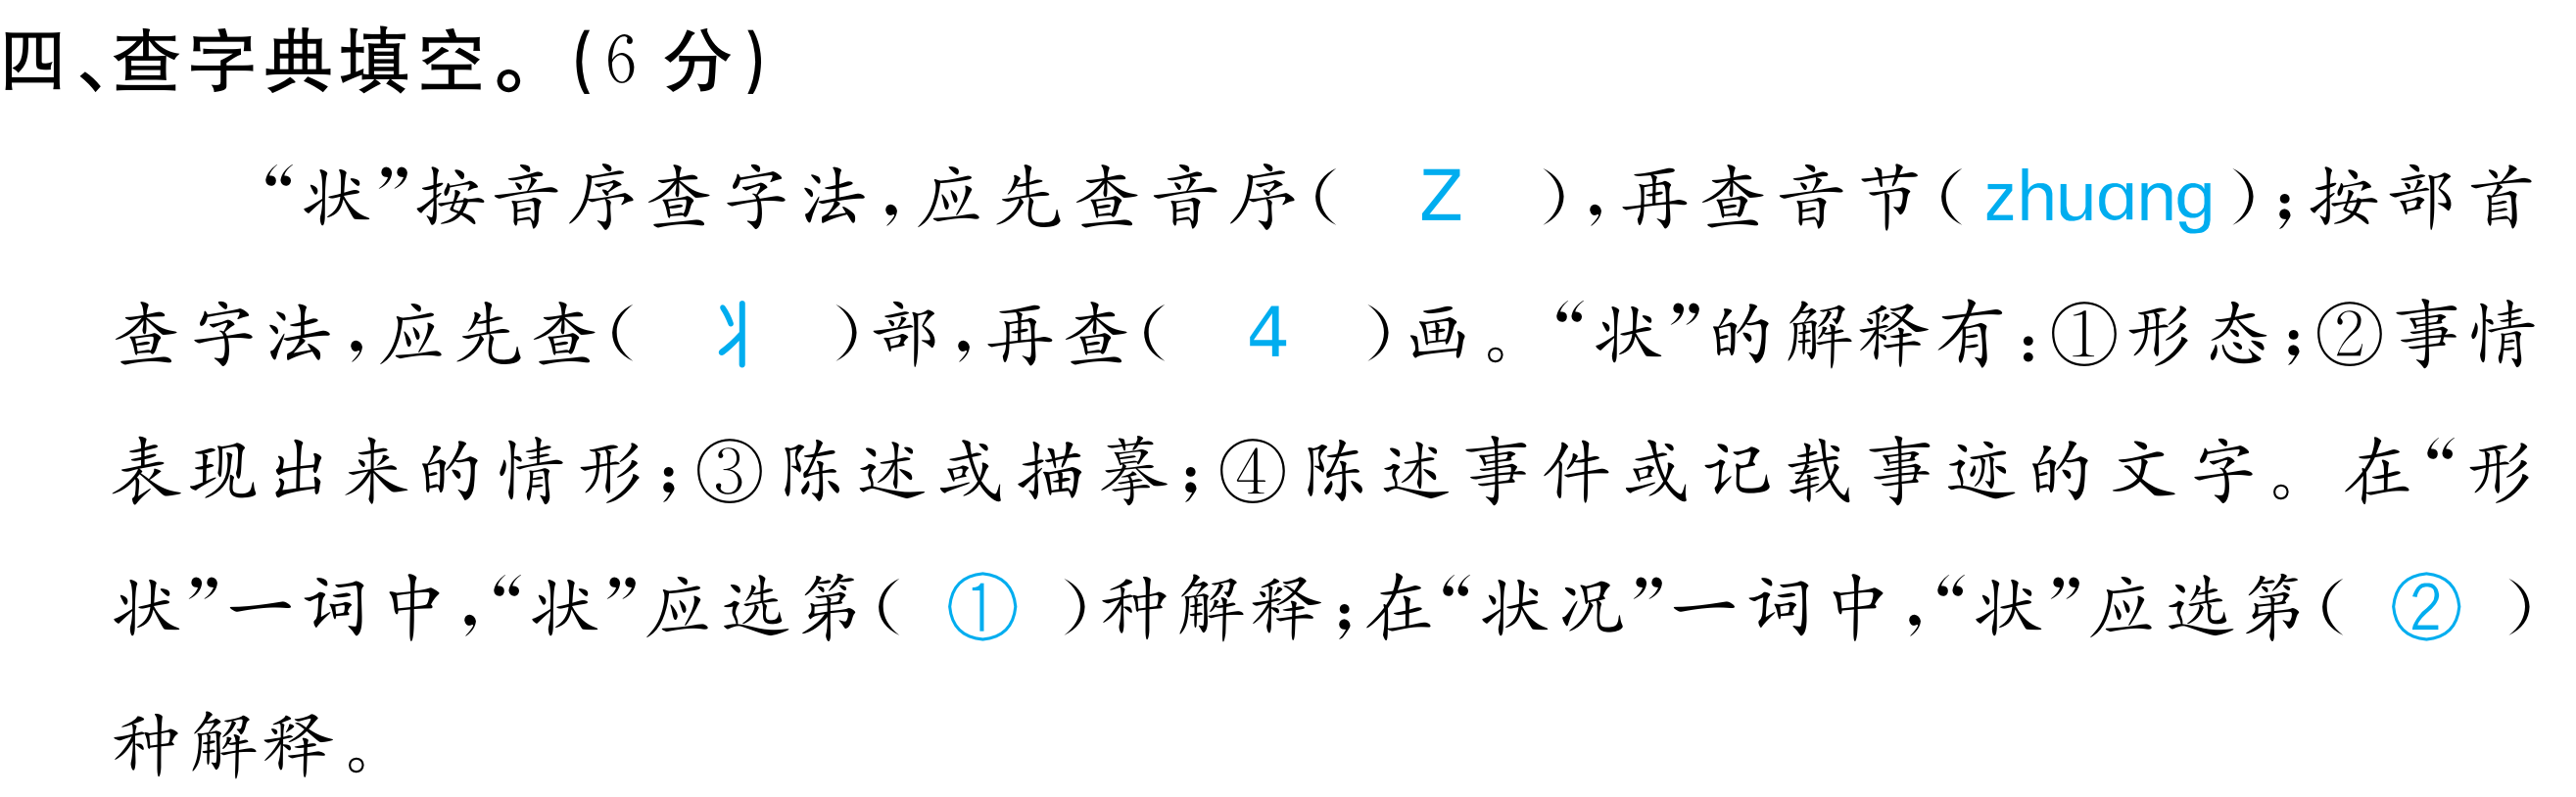 四、查字典填空。(6 分)
“状”按音序查字法,应先查音序( Z ),再查音节( zhuang );按部首
查字法,应先查( 丬 )部,再查( 4 )画。“状”的解释有:①形态;②事情
表现出来的情形;③陈述或描摹;④陈述事件或记载事迹的文字。在“形
状”一词中,“状”应选第( ① )种解释;在“状况”一词中,“状”应选第( ② )
种解释。